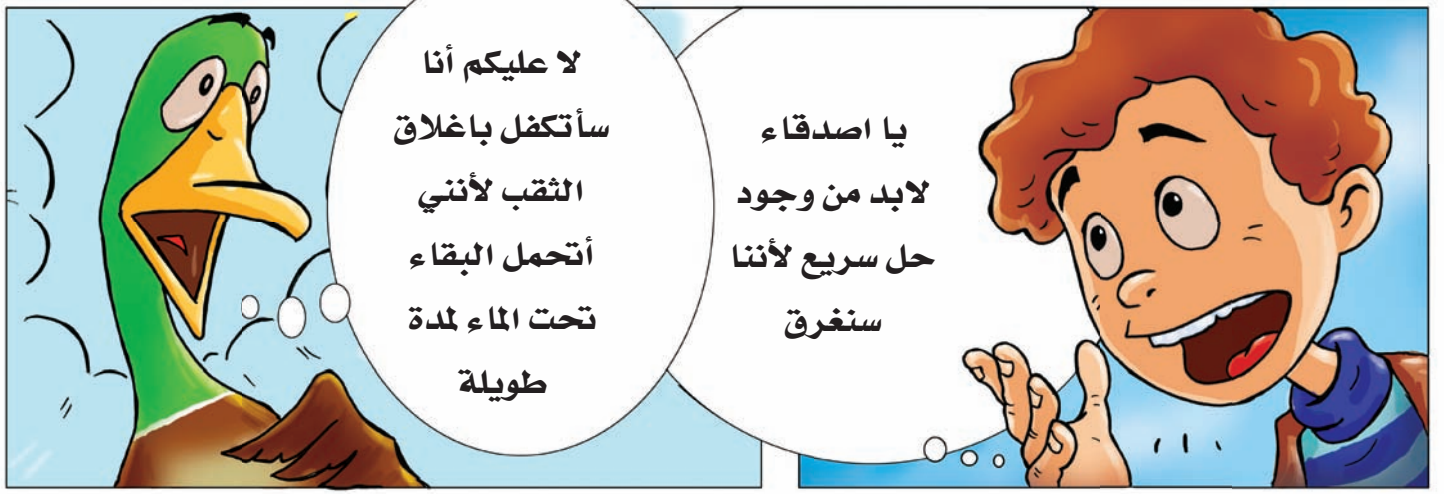 يا اصدقاء
لابد من وجود
حل سريع لأننا
سنغرق
لا عليكم أنا
سأتكفل باغلاق
الثقب لأنني
أتحمل البقاء
تحت الماء لمدة
طويلة